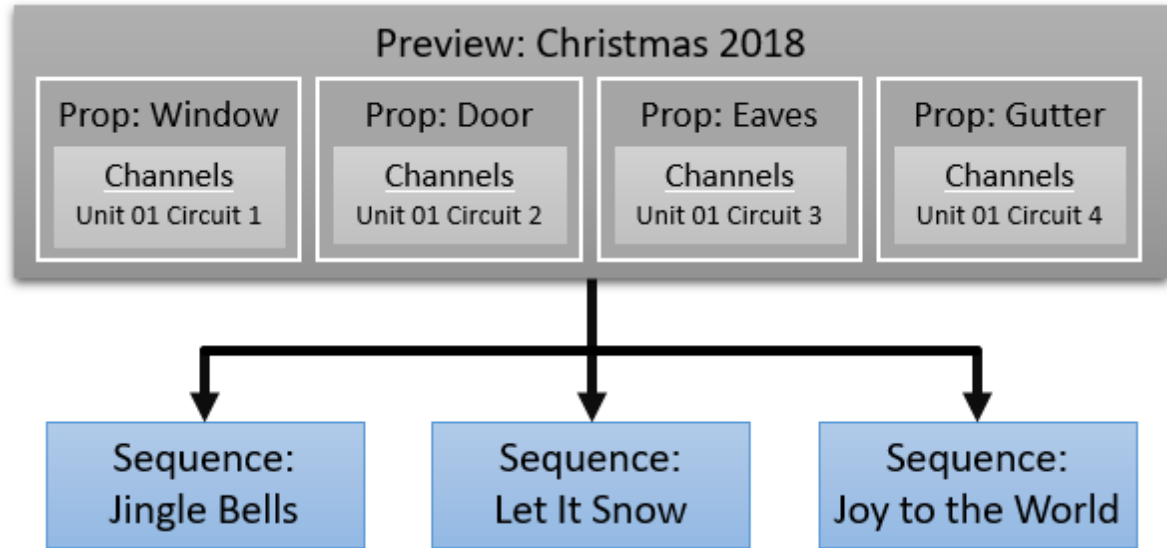 Preview: Christmas 2018
Prop: Window
Channels
Unit 01 Circuit 1
Prop: Door
Channels
Unit 01 Circuit 2
Prop: Eaves
Channels
Unit 01 Circuit 3
Prop: Gutter
Channels
Unit 01 Circuit 4
Sequence:
Jingle Bells
Sequence:
Let It Snow
Sequence:
Joy to the World